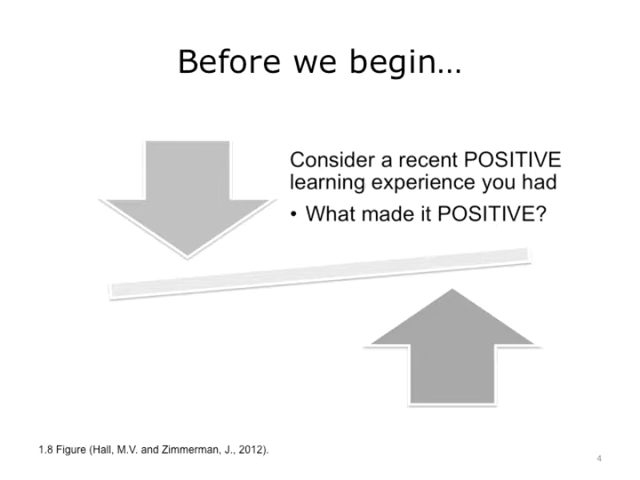 Before we begin…
Consider a recent POSITIVE
learning experience you had
• What made it POSITIVE?
1.8 Figure (Hall, M.V. and Zimmerman, J., 2012).
4